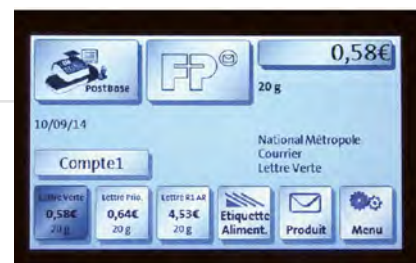 0,58€
PostBase
FP®
20 g
10/09/14
National Métropole
Courrier
Lettre Verte
Compte1
Lettre Verte
0,58€
20 g
Lettre Prio.
0,64€
20 g
Lettre R1 AR
4,53€
20 g
Etiquette
Aliment.
Produit
Menu